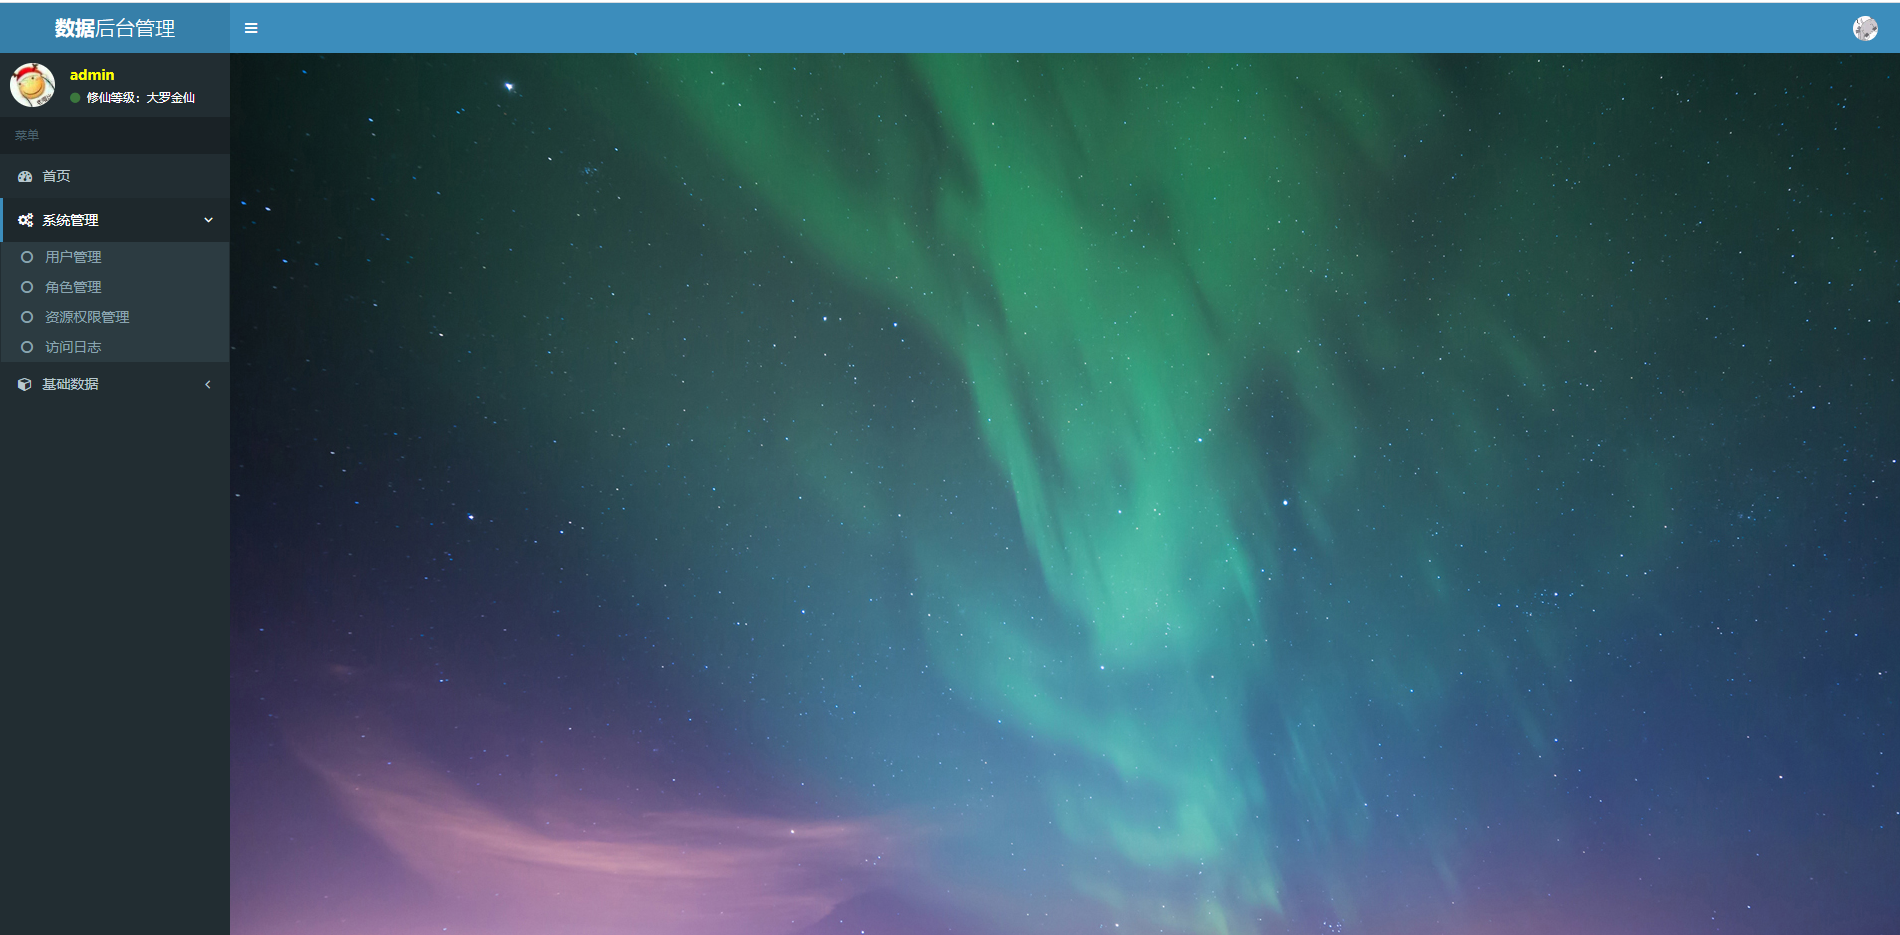 数据后台管理
admin
修仙等级：大罗金仙
菜单
首页
系统管理
用户管理
角色管理
资源权限管理
访问日志
基础数据